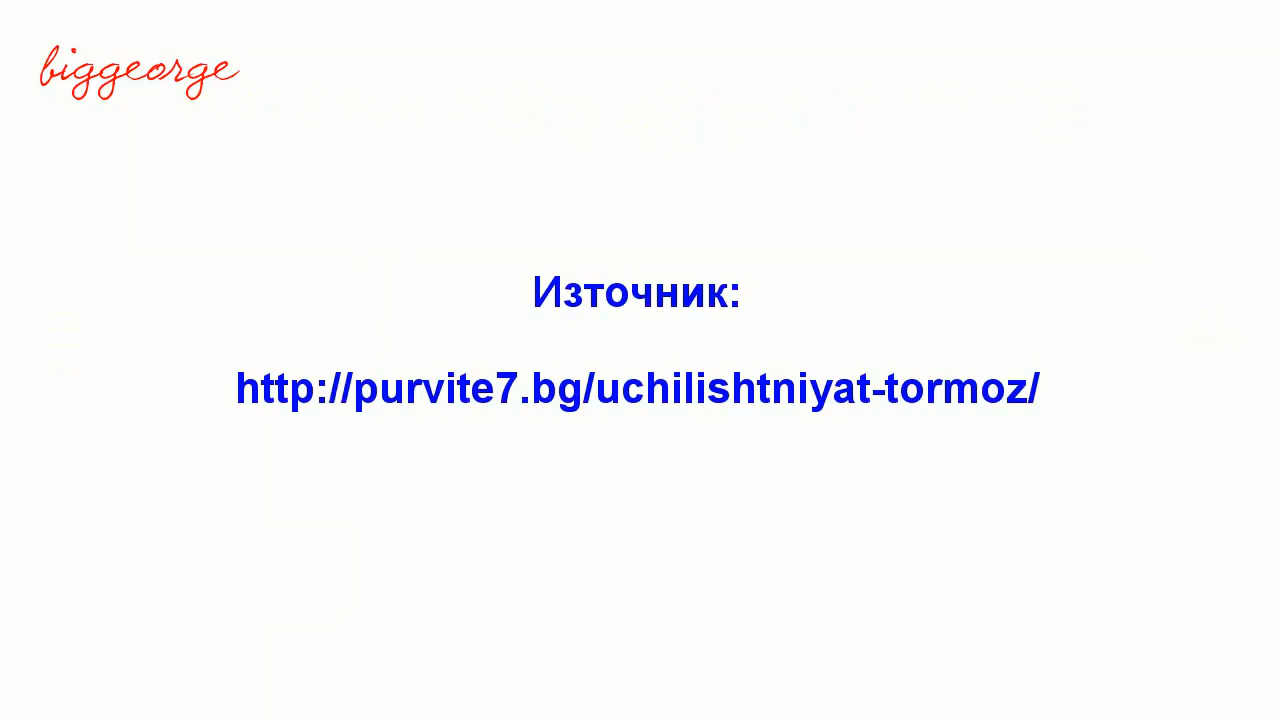 biggeorge
Източник:
http://purvite7.bg/uchilishtniyat-tormoz/